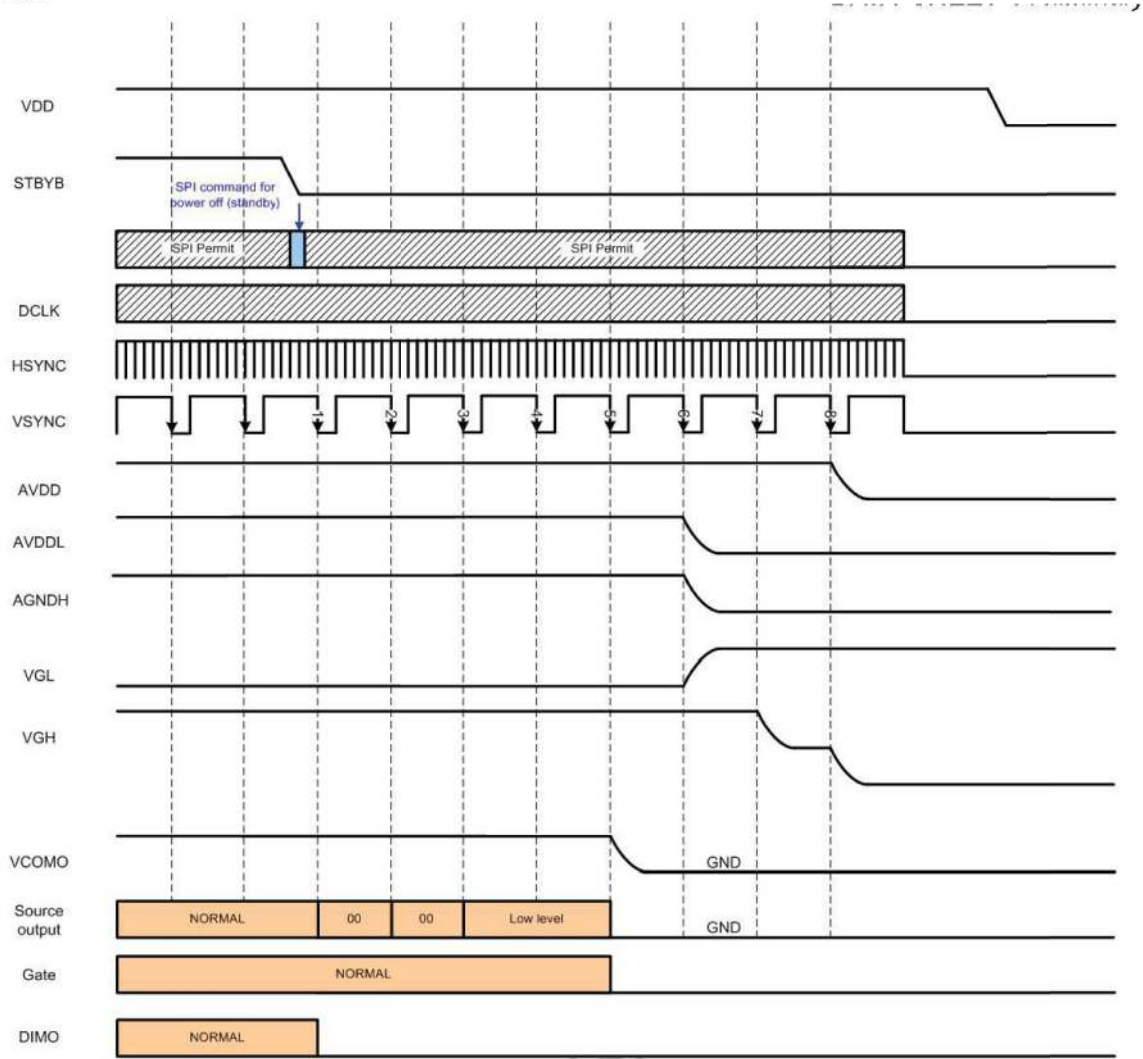 VDD
STBYB
SPI command for
power off (standby)
SPI Permit SPI Permit
DCLK
HSYNC
VSYNC 1 2 3 4 5 6 7 8
AVDD
AVDDL
AGNDH
VGL
VGH
VCOMO GND
Source
output NORMAL 00 00 Low level GND
Gate NORMAL
DIMO NORMAL